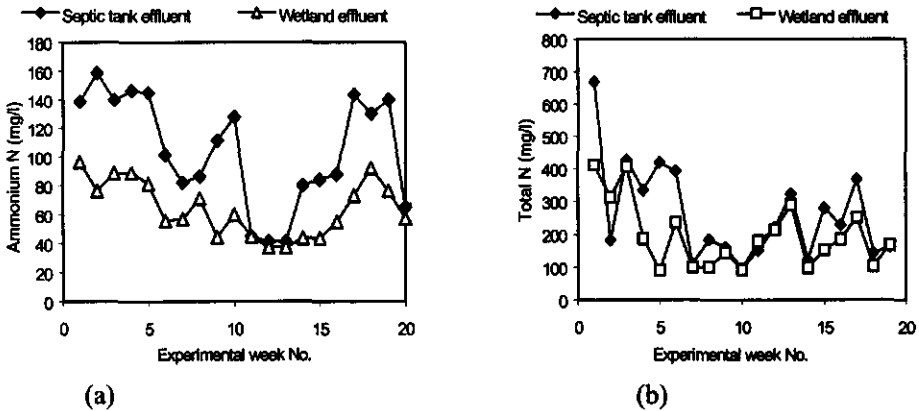 Septic tank effluent Wetland effluent
180
160
140
120
100
80
60
40
20
0
Ammonium N (mg/l)
0 5 10 15 20
Experimental week No.
(a)
Septic tank effluent Wetland effluent
800
700
600
500
400
300
200
100
0
Total N (mg/l)
0 5 10 15 20
Experimental week No.
(b)